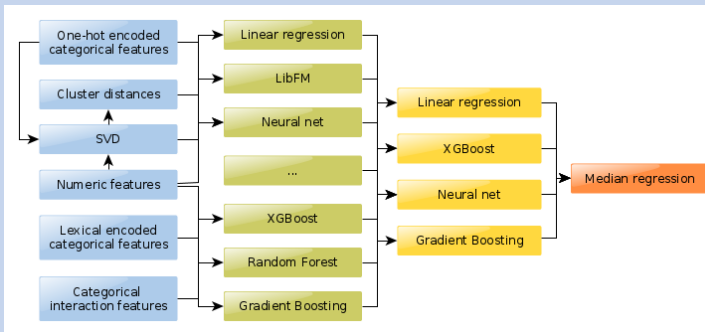 One-hot encoded
categorical features
Cluster distances
SVD
Numeric features
Lexical encoded
categorical features
Categorical
interaction features
Linear regression
LibFM
Neural net
...
XGBoost
Random Forest
Gradient Boosting
Linear regression
XGBoost
Neural net
Gradient Boosting
Median regression